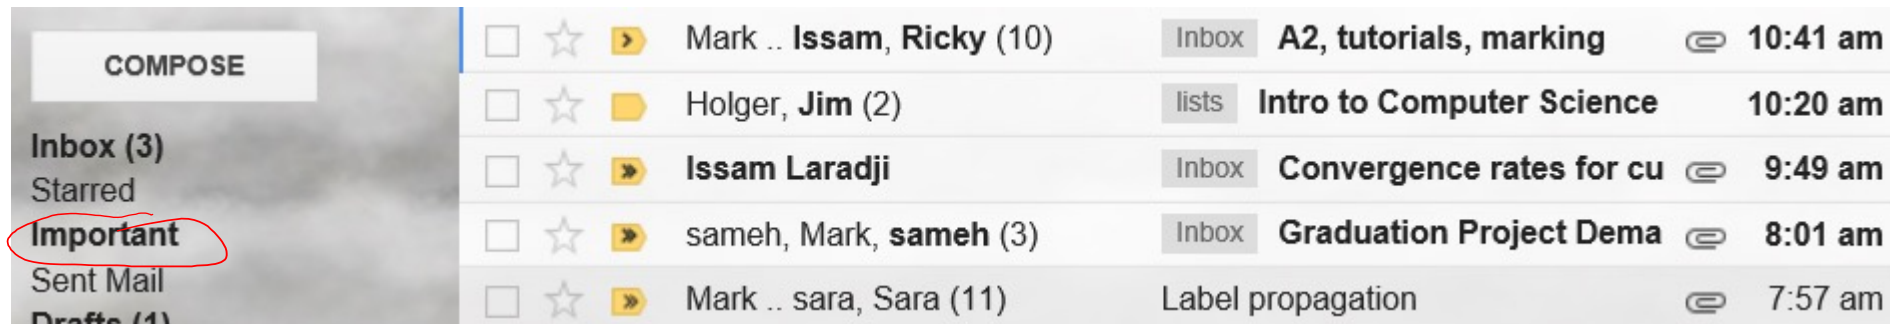 COMPOSE
Inbox (3)
Starred
Important
Sent Mail
Drafts (1)
Mark .. Issam, Ricky (10) Inbox A2, tutorials, marking 10:41 am
Holger, Jim (2) lists Intro to Computer Science 10:20 am
Issam Laradji Inbox Convergence rates for cu 9:49 am
sameh, Mark, sameh (3) Inbox Graduation Project Dema 8:01 am
Mark .. sara, Sara (11) Label propagation 7:57 am